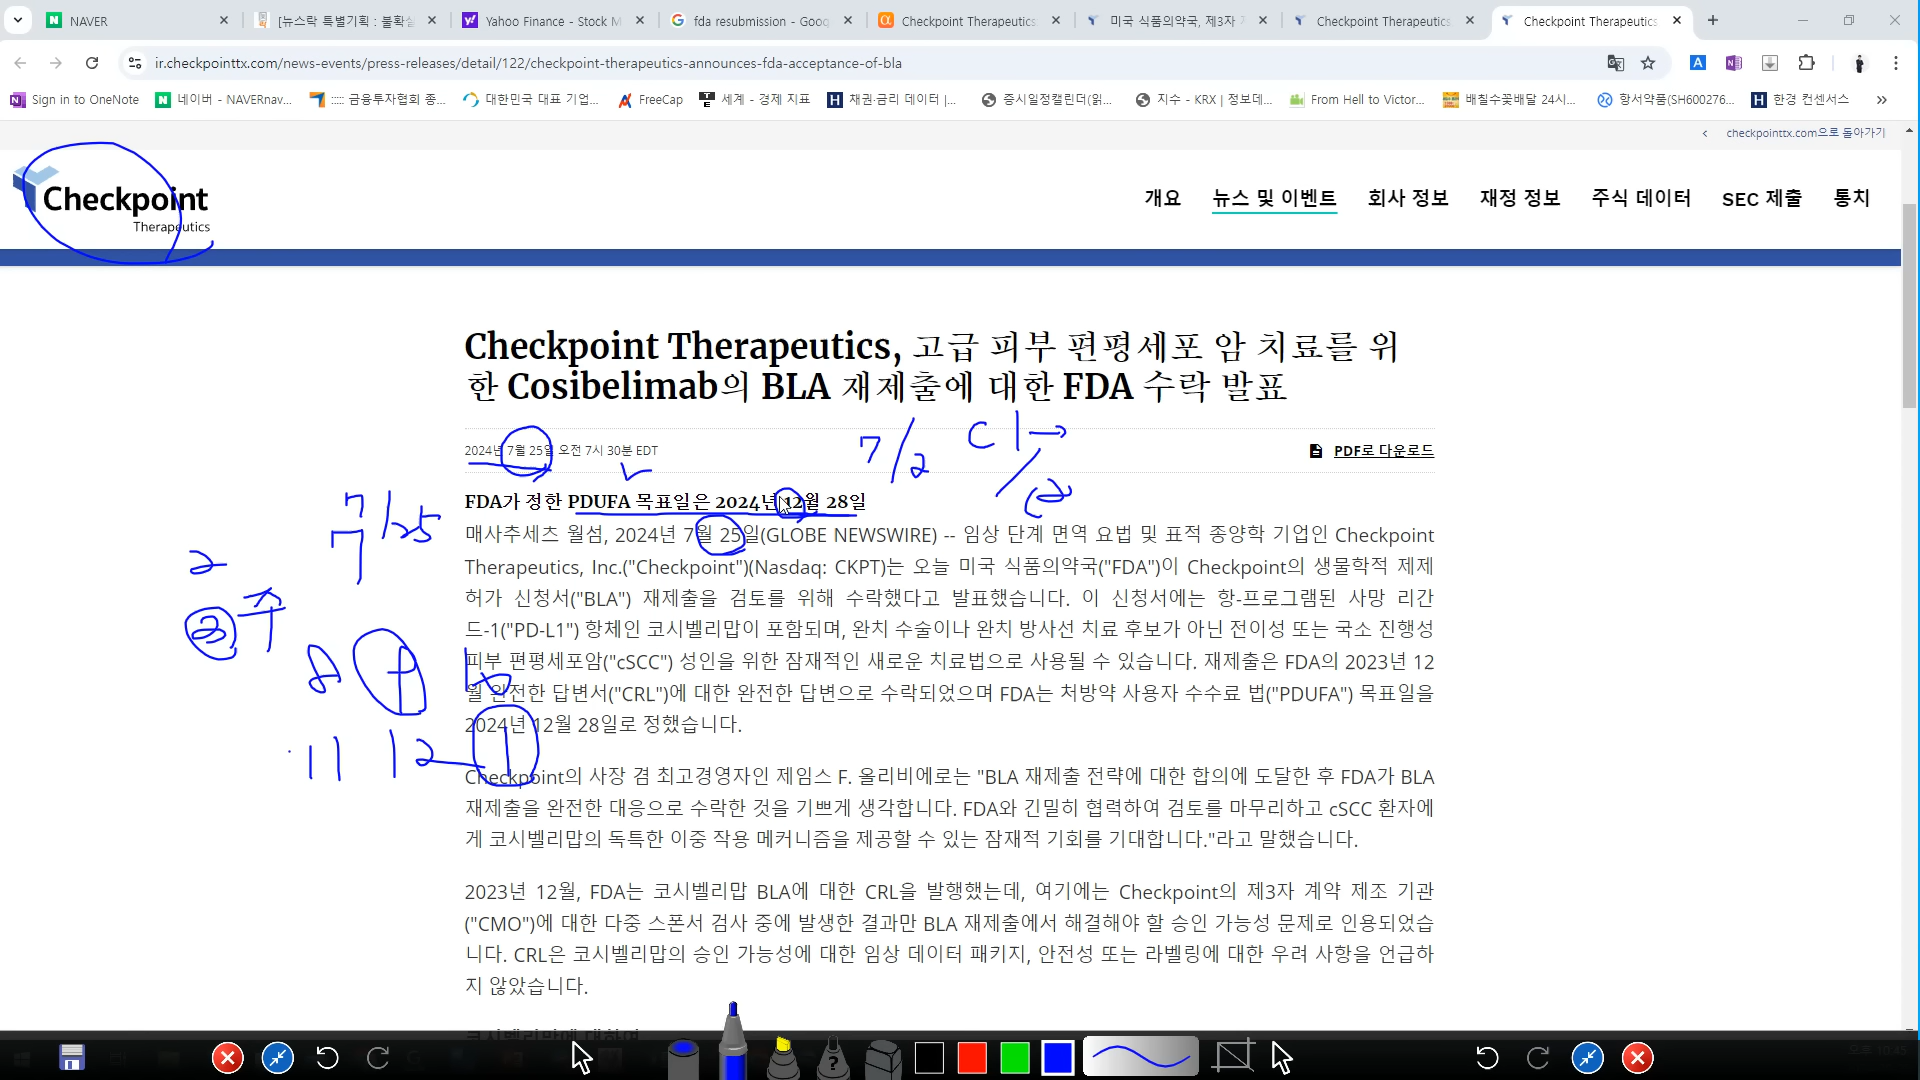 NAVER
[뉴스락 특별기획 : 불확실
Yahoo Finance - Stock M
fda resubmission - Goog
Checkpoint Therapeutics
미국 식품의약국, 제3자
Checkpoint Therapeutics
Checkpoint Therapeutics
ir.checkpointtx.com/news-events/press-releases/detail/122/checkpoint-therapeutics-announces-fda-acceptance-of-bla
Sign in to OneNote
네이버 - NAVERnav...
::::: 금융투자협회 종...
대한민국 대표 기업...
FreeCap
세계 - 경제 지표
채권·금리 데이터 |...
증시일정캘린더(읽...
지수 - KRX | 정보데...
From Hell to Victor...
배칠수꽃배달 24시...
항서약품(SH600276...
한경 컨센서스
checkpointtx.com으로 돌아가기
Checkpoint
Therapeutics
개요
뉴스 및 이벤트
회사 정보
재정 정보
주식 데이터
SEC 제출
통치
Checkpoint Therapeutics, 고급 피부 편평세포 암 치료를 위
한 Cosibelimab의 BLA 재제출에 대한 FDA 수락 발표
2024년 7월 25일 오전 7시 30분 EDT
7/2
PDF로 다운로드
FDA가 정한 PDUFA 목표일은 2024년 12월 28일
7/25
매사추세츠 월섬, 2024년 7월 25일(GLOBE NEWSWIRE) -- 임상 단계 면역 요법 및 표적 종양학 기업인 Checkpoint
Therapeutics, Inc.("Checkpoint")(Nasdaq: CKPT)는 오늘 미국 식품의약국("FDA")이 Checkpoint의 생물학적 제제
허가 신청서("BLA") 재제출을 검토를 위해 수락했다고 발표했습니다. 이 신청서에는 항-프로그램된 사망 리간
드-1("PD-L1") 항체인 코시벨리맙이 포함되며, 완치 수술이나 완치 방사선 치료 후보가 아닌 전이성 또는 국소 진행성
피부 편평세포암("cSCC") 성인을 위한 잠재적인 새로운 치료법으로 사용될 수 있습니다. 재제출은 FDA의 2023년 12
월 완전한 답변서("CRL")에 대한 완전한 답변으로 수락되었으며 FDA는 처방약 사용자 수수료 법("PDUFA") 목표일을
2024년 12월 28일로 정했습니다.
2
주
8 9 10
11 12 1
Checkpoint의 사장 겸 최고경영자인 제임스 F. 올리비에로는 "BLA 재제출 전략에 대한 합의에 도달한 후 FDA가 BLA
재제출을 완전한 대응으로 수락한 것을 기쁘게 생각합니다. FDA와 긴밀히 협력하여 검토를 마무리하고 cSCC 환자에
게 코시벨리맙의 독특한 이중 작용 메커니즘을 제공할 수 있는 잠재적 기회를 기대합니다."라고 말했습니다.
2023년 12월, FDA는 코시벨리맙 BLA에 대한 CRL을 발행했는데, 여기에는 Checkpoint의 제3자 계약 제조 기관
("CMO")에 대한 다중 스폰서 검사 중에 발생한 결과만 BLA 재제출에서 해결해야 할 승인 가능성 문제로 인용되었습
니다. CRL은 코시벨리맙의 승인 가능성에 대한 임상 데이터 패키지, 안전성 또는 라벨링에 대한 우려 사항을 언급하
지 않았습니다.